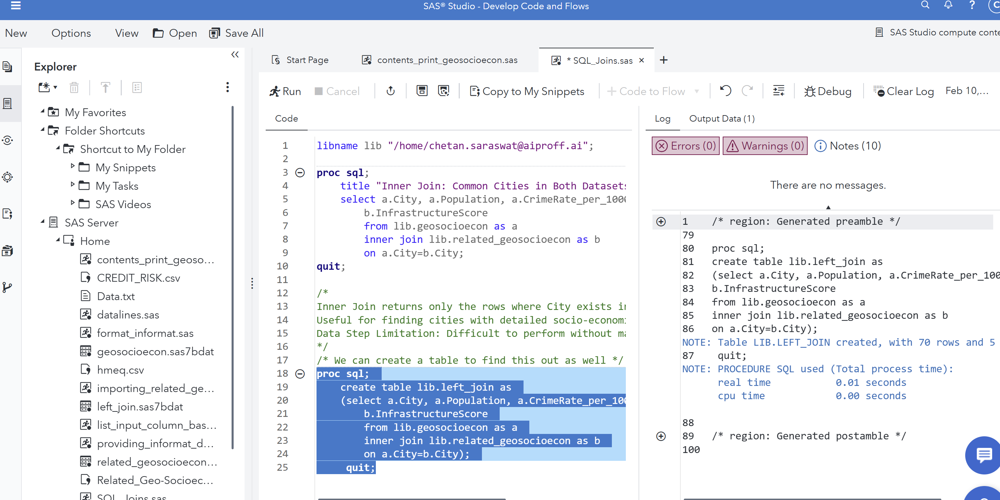 SAS® Studio - Develop Code and Flows
New Options View Open Save All
SAS Studio compute
Explorer
My Favorites
Folder Shortcuts
Shortcut to My Folder
My Snippets
My Tasks
SAS Videos
SAS Server
Home
contents_print_geoso...
CREDIT_RISK.csv
Data.txt
datalines.sas
format_informat.sas
geosocioecon.sas7bdat
hmeq.csv
importing_related_ge...
left_join.sas7bdat
list_input_column_bas...
providing_informat_d...
related_geosocioecon...
Related_Geo-Socioec...
SQL_Joins.sas
Start Page
contents_print_geosocioecon.sas
* SQL_Joins.sas
Run Cancel Copy to My Snippets Code to Flow Debug Clear Log Feb 10,...
Code
1 libname lib "/home/chetan.saraswat@aiproff.ai";
2
3 proc sql;
4 title "Inner Join: Common Cities in Both Datasets
5 select a.City, a.Population, a.CrimeRate_per_1000
6 b.InfrastructureScore
7 from lib.geosocioecon as a
8 inner join lib.related_geosocioecon as b
9 on a.City=b.City;
10 quit;
11
12 /*
13 Inner Join returns only the rows where City exists in
14 Useful for finding cities with detailed socio-economi
15 Data Step Limitation: Difficult to perform without ma
16 */
17 /* We can create a table to find this out as well */
18 proc sql;
19 create table lib.left_join as
20 (select a.City, a.Population, a.CrimeRate_per_100
21 b.InfrastructureScore
22 from lib.geosocioecon as a
23 inner join lib.related_geosocioecon as b
24 on a.City=b.City);
25 quit;
Log
Output Data (1)
Errors (0) Warnings (0) Notes (10)
There are no messages.
1 /* region: Generated preamble */
79
80 proc sql;
81 create table lib.left_join as
82 (select a.City, a.Population, a.CrimeRate_per_100
83 b.InfrastructureScore
84 from lib.geosocioecon as a
85 inner join lib.related_geosocioecon as b
86 on a.City=b.City);
NOTE: Table LIB.LEFT_JOIN created, with 70 rows and 5
87 quit;
NOTE: PROCEDURE SQL used (Total process time):
real time 0.01 seconds
cpu time 0.00 seconds
88
89 /* region: Generated postamble */
100